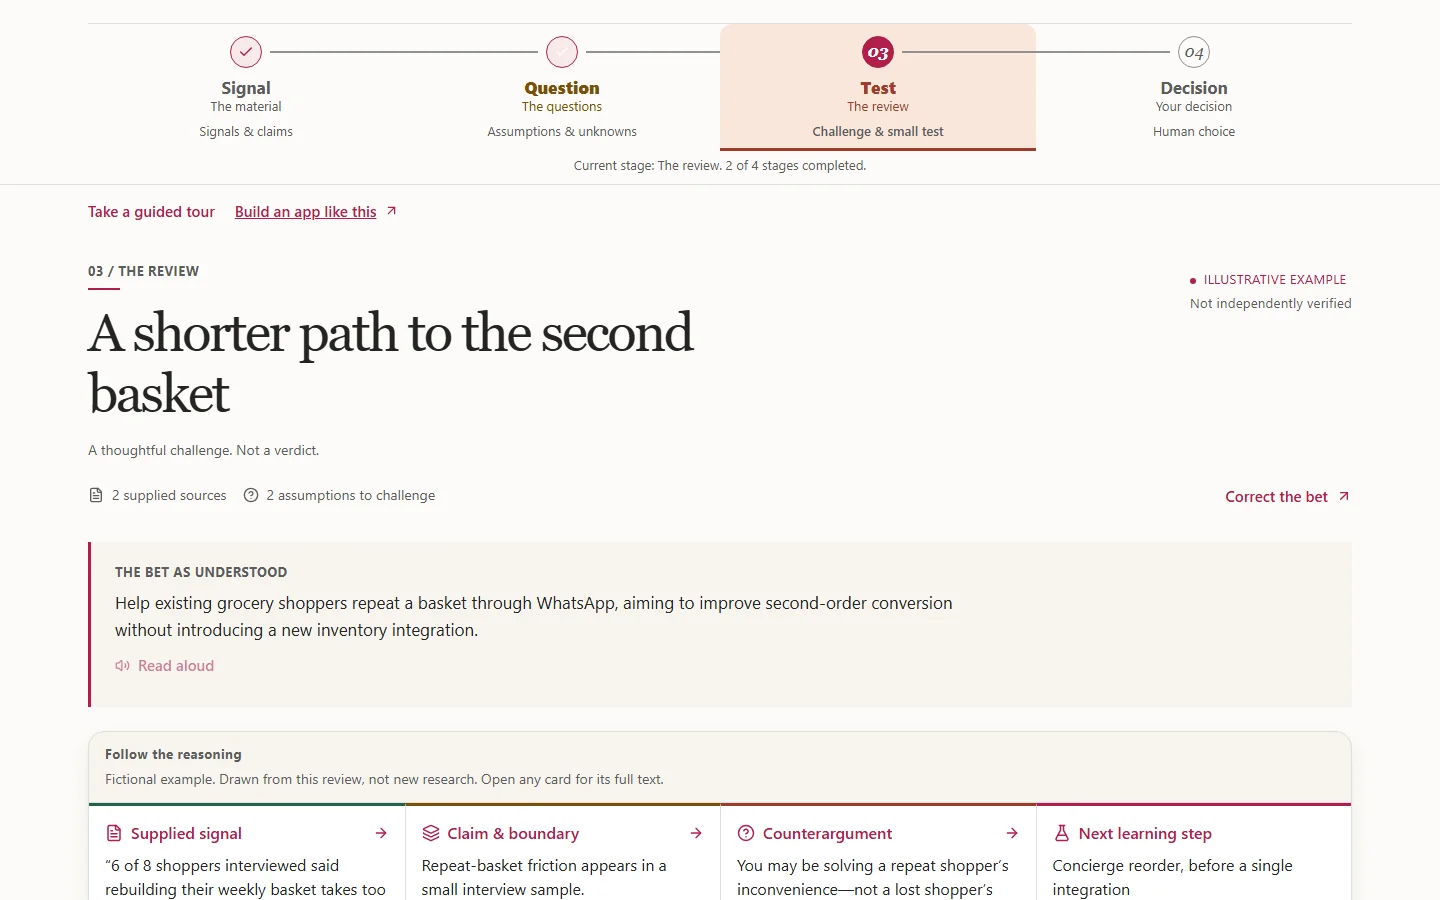 03
04
Signal
Question
Test
Decision
The material
The questions
The review
Your decision
Signals & claims
Assumptions & unknowns
Challenge & small test
Human choice
Current stage: The review. 2 of 4 stages completed.
Take a guided tour
Build an app like this
03 / THE REVIEW
ILLUSTRATIVE EXAMPLE
Not independently verified
A shorter path to the second
basket
A thoughtful challenge. Not a verdict.
2 supplied sources
2 assumptions to challenge
Correct the bet
THE BET AS UNDERSTOOD
Help existing grocery shoppers repeat a basket through WhatsApp, aiming to improve second-order conversion
without introducing a new inventory integration.
Read aloud
Follow the reasoning
Fictional example. Drawn from this review, not new research. Open any card for its full text.
Supplied signal
“6 of 8 shoppers interviewed said
rebuilding their weekly basket takes too
Claim & boundary
Repeat-basket friction appears in a
small interview sample.
Counterargument
You may be solving a repeat shopper’s
inconvenience—not a lost shopper’s
Next learning step
Concierge reorder, before a single
integration